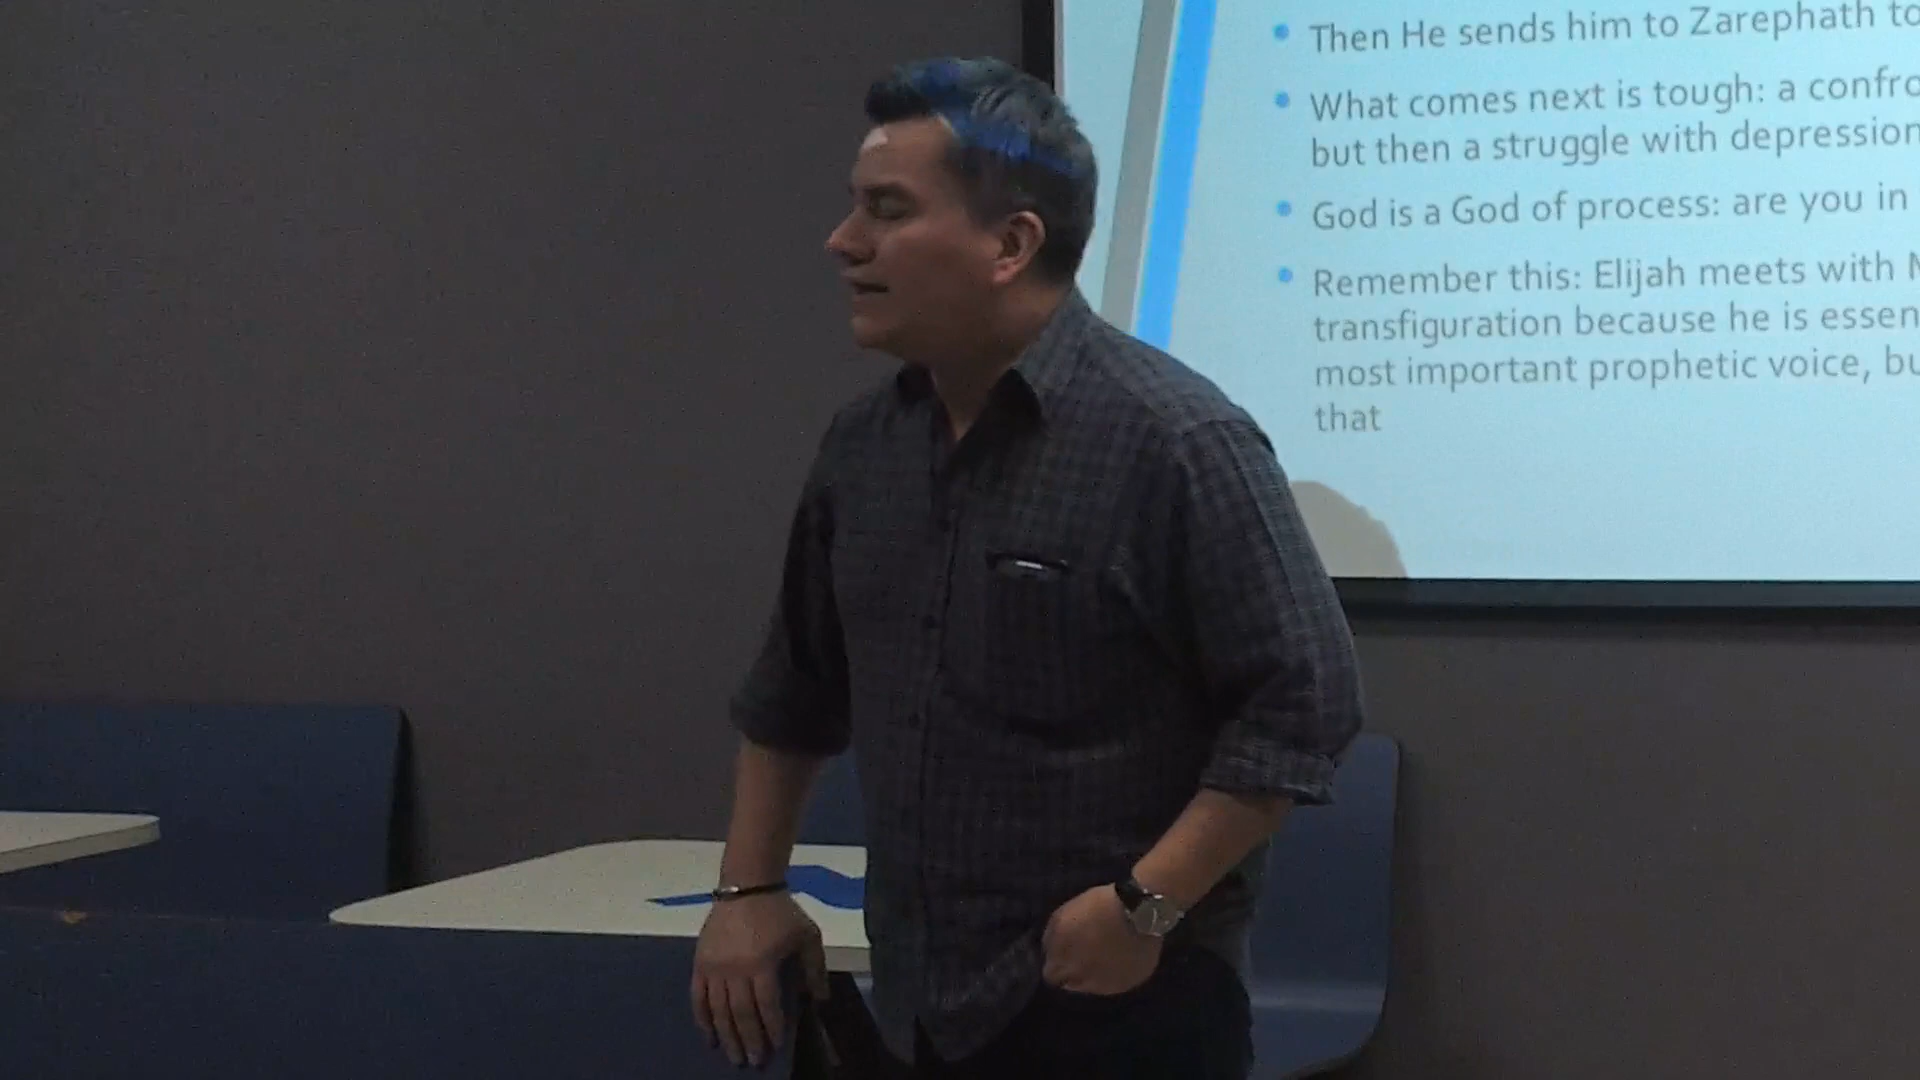 Then He sends him to Zarephath to
What comes next is tough: a confro
but then a struggle with depression
God is a God of process: are you in
Remember this: Elijah meets with M
transfiguration because he is essen
most important prophetic voice, bu
that